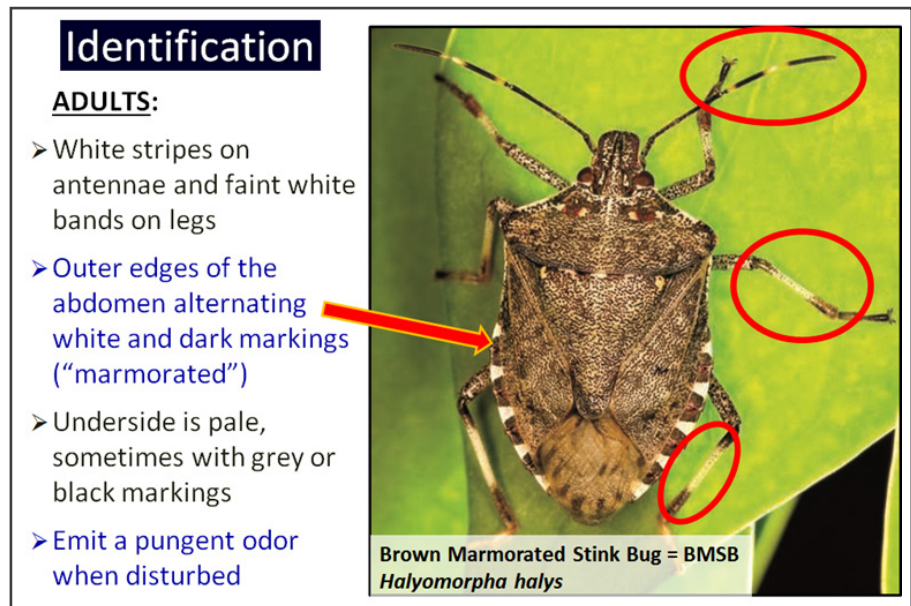 Identification
ADULTS:
➢ White stripes on
antennae and faint white
bands on legs
➢ Outer edges of the
abdomen alternating
white and dark markings
(“marmorated”)
➢ Underside is pale,
sometimes with grey or
black markings
➢ Emit a pungent odor
when disturbed
Brown Marmorated Stink Bug = BMSB
Halyomorpha halys